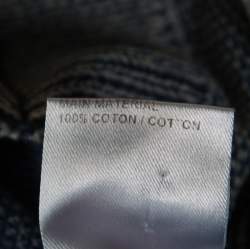 MAIN MATERIAL
100% COTON / COTTON